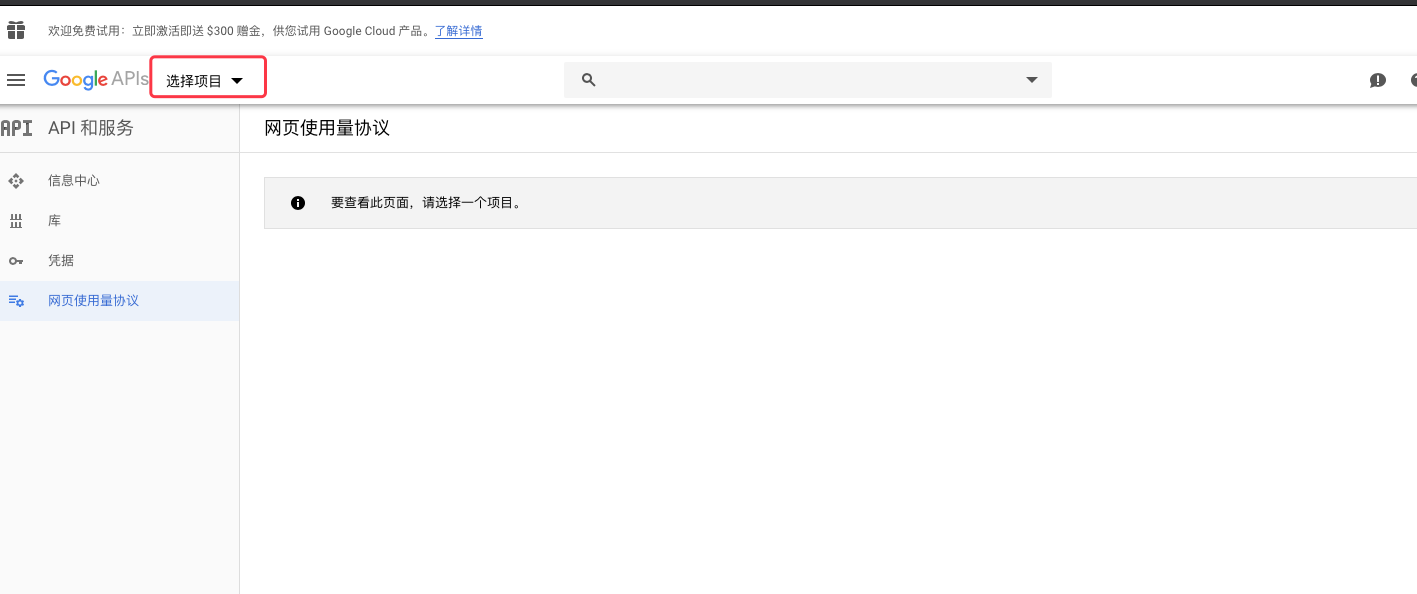 欢迎免费试用：立即激活即送 $300 赠金，供您试用 Google Cloud 产品。了解详情
Google APIs 选择项目
API API 和服务
网页使用量协议
信息中心
要查看此页面，请选择一个项目。
库
凭据
网页使用量协议